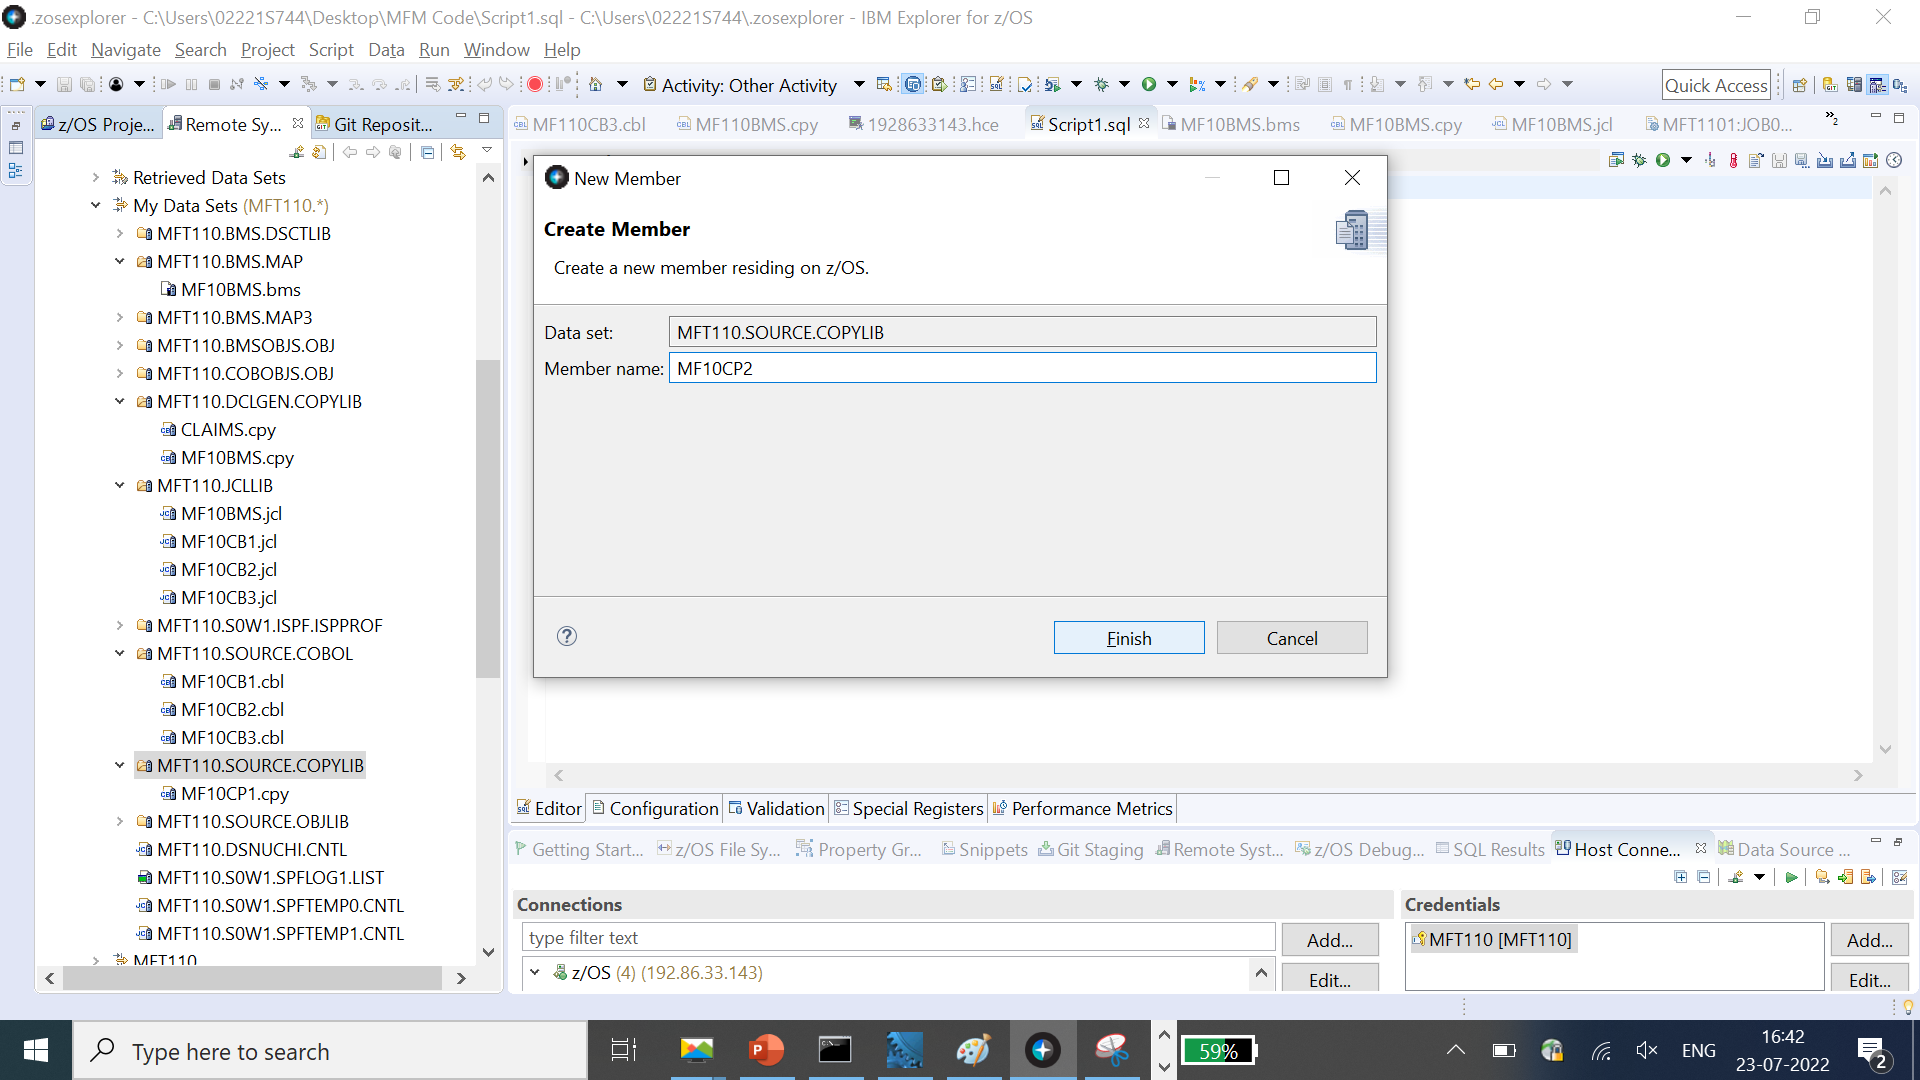 .zosexplorer - C:\Users\02221S744\Desktop\MFM Code\Script1.sql - C:\Users\02221S744\.zosexplorer - IBM Explorer for z/OS
File Edit Navigate Search Project Script Data Run Window Help
Activity: Other Activity
Quick Access
z/OS Proje...
Remote Sy...
Git Reposit...
MF110CB3.cbl
MF110BMS.cpy
1928633143.hce
Script1.sql
MF10BMS.bms
MF10BMS.cpy
MF10BMS.jcl
MFT1101:JOB0...
»2
Retrieved Data Sets
My Data Sets (MFT110.*)
MFT110.BMS.DSCTLIB
MFT110.BMS.MAP
MF10BMS.bms
MFT110.BMS.MAP3
MFT110.BMSOBJS.OBJ
MFT110.COBOBJS.OBJ
MFT110.DCLGEN.COPYLIB
CLAIMS.cpy
MF10BMS.cpy
MFT110.JCLLIB
MF10BMS.jcl
MF10CB1.jcl
MF10CB2.jcl
MF10CB3.jcl
MFT110.S0W1.ISPF.ISPPROF
MFT110.SOURCE.COBOL
MF10CB1.cbl
MF10CB2.cbl
MF10CB3.cbl
MFT110.SOURCE.COPYLIB
MF10CP1.cpy
MFT110.SOURCE.OBJLIB
MFT110.DSNUCHI.CNTL
MFT110.S0W1.SPFLOG1.LIST
MFT110.S0W1.SPFTEMP0.CNTL
MFT110.S0W1.SPFTEMP1.CNTL
MFT110
New Member
Create Member
Create a new member residing on z/OS.
Data set: MFT110.SOURCE.COPYLIB
Member name: MF10CP2
Finish
Cancel
Editor
Configuration
Validation
Special Registers
Performance Metrics
Getting Start...
z/OS File Sy...
Property Gr...
Snippets
Git Staging
Remote Syst...
z/OS Debug...
SQL Results
Host Conne...
Data Source ...
Connections
type filter text
Add...
z/OS (4) (192.86.33.143)
Edit...
Credentials
MFT110 [MFT110]
Add...
Edit...
Type here to search
59%
ENG
16:42
23-07-2022
2